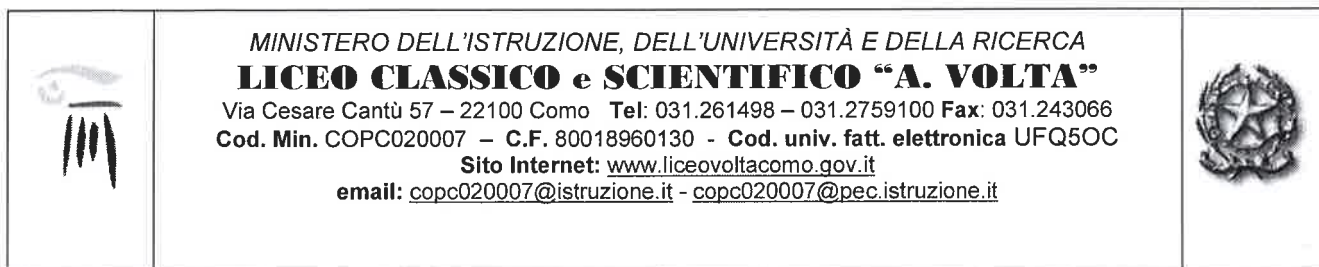 MINISTERO DELL'ISTRUZIONE, DELL'UNIVERSITÀ E DELLA RICERCA
LICEO CLASSICO e SCIENTIFICO “A. VOLTA”
Via Cesare Cantù 57 – 22100 Como Tel: 031.261498 – 031.2759100 Fax: 031.243066
Cod. Min. COPC020007 – C.F. 80018960130 - Cod. univ. fatt. elettronica UFQ5OC
Sito Internet: www.liceovoltacomo.gov.it
email: copc020007@istruzione.it - copc020007@pec.istruzione.it